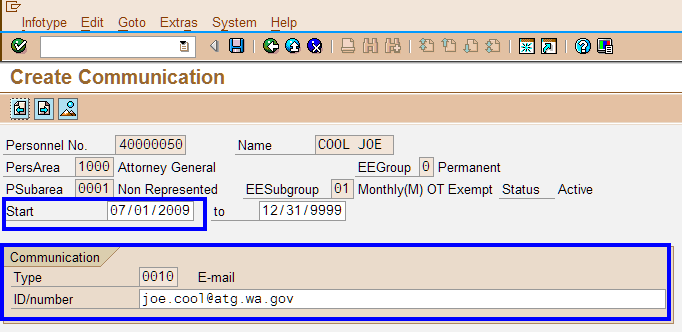 Infotype Edit Goto Extras System Help
Create Communication
Personnel No. 40000050 Name COOL JOE
PersArea 1000 Attorney General EEGroup 0 Permanent
PSubarea 0001 Non Represented EESubgroup 01 Monthly(M) OT Exempt Status Active
Start 07/01/2009 to 12/31/9999
Communication
Type 0010 E-mail
ID/number joe.cool@atg.wa.gov